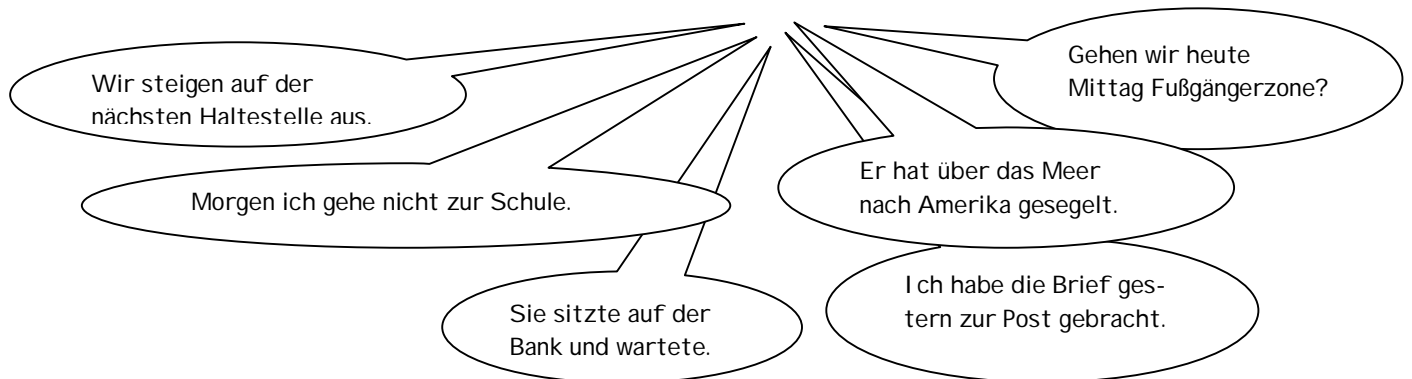 Wir steigen auf der
nächsten Haltestelle aus.
Gehen wir heute
Mittag Fußgängerzone?
Morgen ich gehe nicht zur Schule.
Er hat über das Meer
nach Amerika gesegelt.
Sie sitzte auf der
Bank und wartete.
Ich habe die Brief ges-
tern zur Post gebracht.